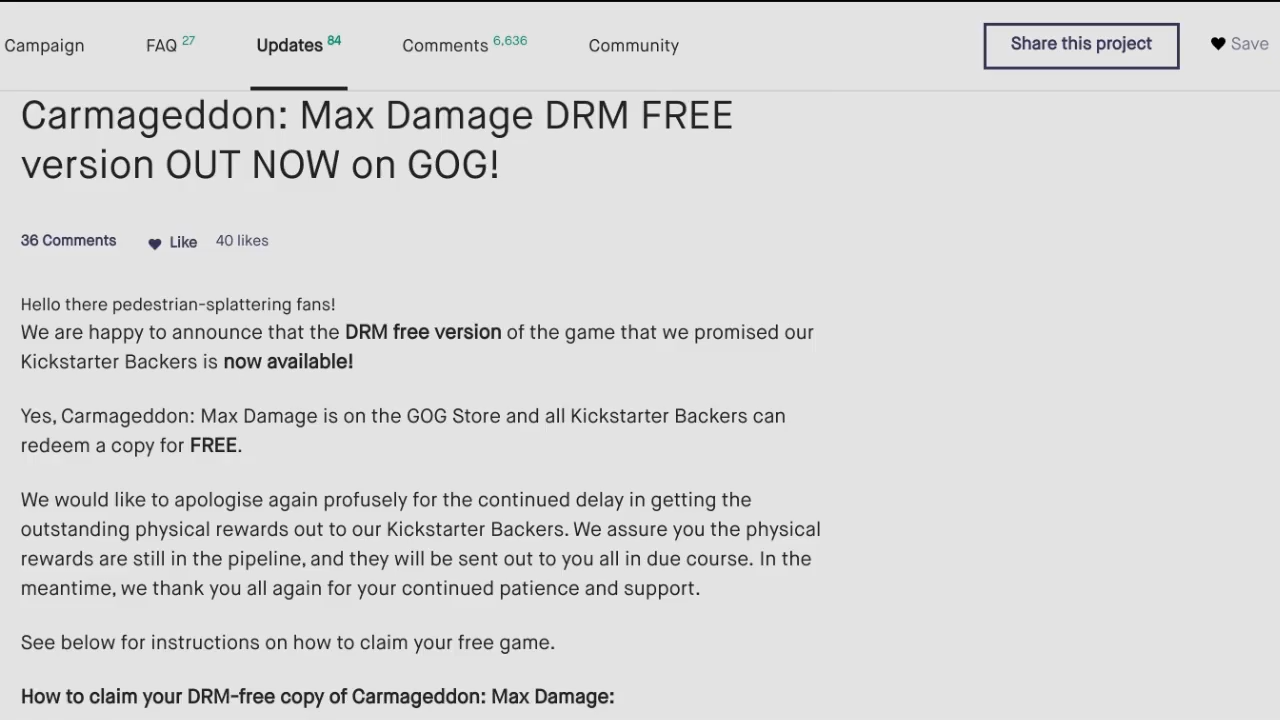 Campaign FAQ 27 Updates 84 Comments 6,636 Community Share this project Save
Carmageddon: Max Damage DRM FREE
version OUT NOW on GOG!
36 Comments Like 40 likes
Hello there pedestrian-splattering fans!
We are happy to announce that the DRM free version of the game that we promised our
Kickstarter Backers is now available!
Yes, Carmageddon: Max Damage is on the GOG Store and all Kickstarter Backers can
redeem a copy for FREE.
We would like to apologise again profusely for the continued delay in getting the
outstanding physical rewards out to our Kickstarter Backers. We assure you the physical
rewards are still in the pipeline, and they will be sent out to you all in due course. In the
meantime, we thank you all again for your continued patience and support.
See below for instructions on how to claim your free game.
How to claim your DRM-free copy of Carmageddon: Max Damage: